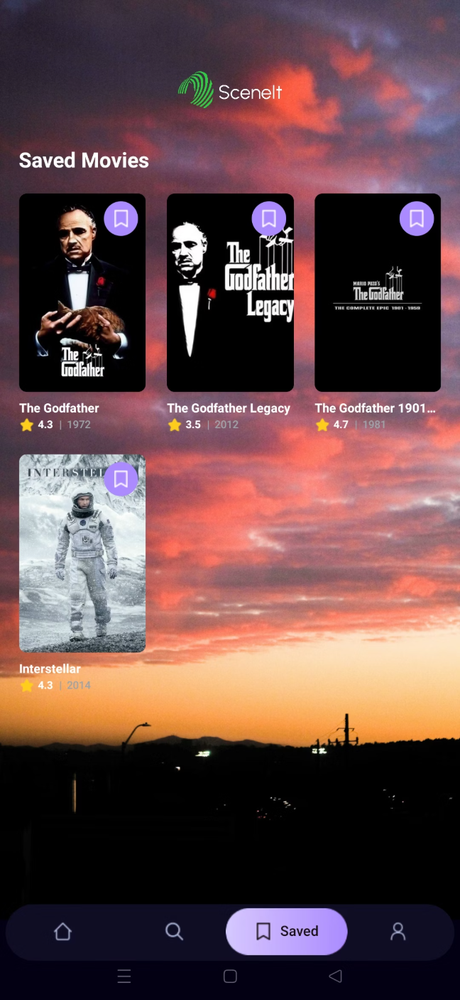 SceneIt
Saved Movies
The
Godfather
The
Godfather
Legacy
MARIO PUZO'S
The Godfather
THE COMPLETE EPIC 1901-1959
The Godfather
4.3 | 1972
The Godfather Legacy
3.5 | 2012
The Godfather 1901...
4.7 | 1981
INTERSTEL
Interstellar
4.3 | 2014
Saved